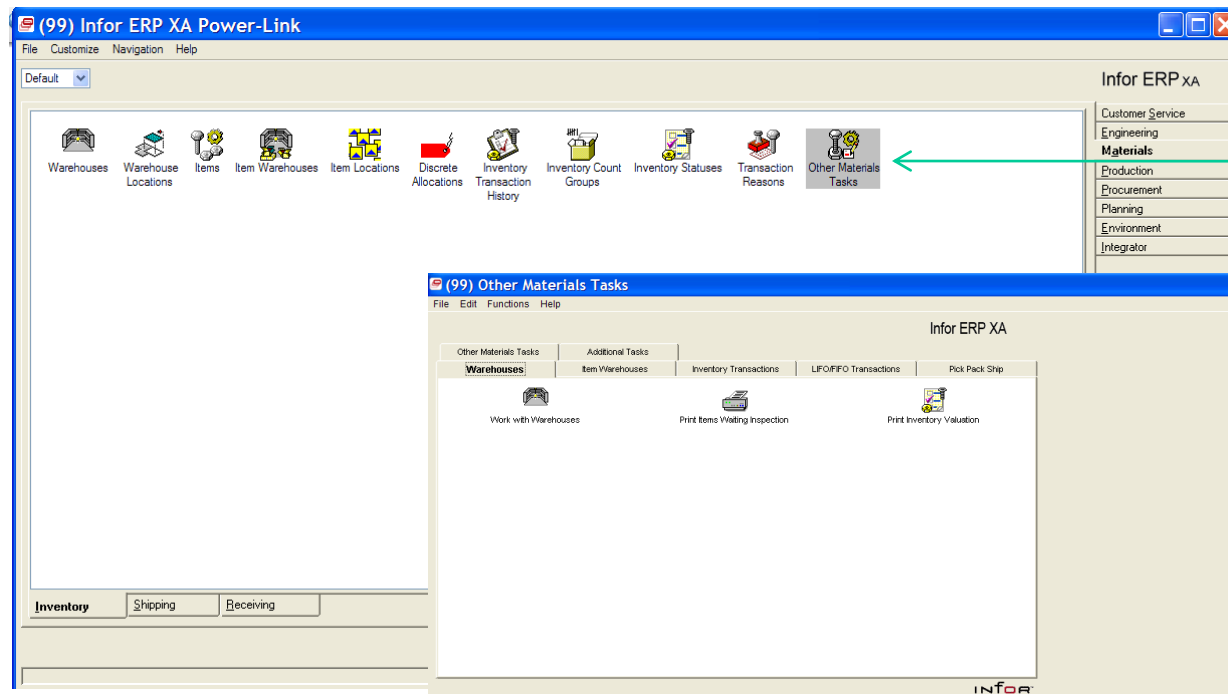 (99) Infor ERP XA Power-Link
File Customize Navigation Help
Default
Infor ERP XA
Customer Service
Engineering
Materials
Production
Procurement
Planning
Environment
Integrator
Warehouses
Warehouse Locations
Items
Item Warehouses
Item Locations
Discrete Allocations
Inventory Transaction History
Inventory Count Groups
Inventory Statuses
Transaction Reasons
Other Materials Tasks
(99) Other Materials Tasks
File Edit Functions Help
Infor ERP XA
Other Materials Tasks Additional Tasks
Warehouses Item Warehouses Inventory Transactions LIFO/FIFO Transactions Pick Pack Ship
Work with Warehouses Print Items Waiting Inspection Print Inventory Valuation
Inventory Shipping Receiving
infor